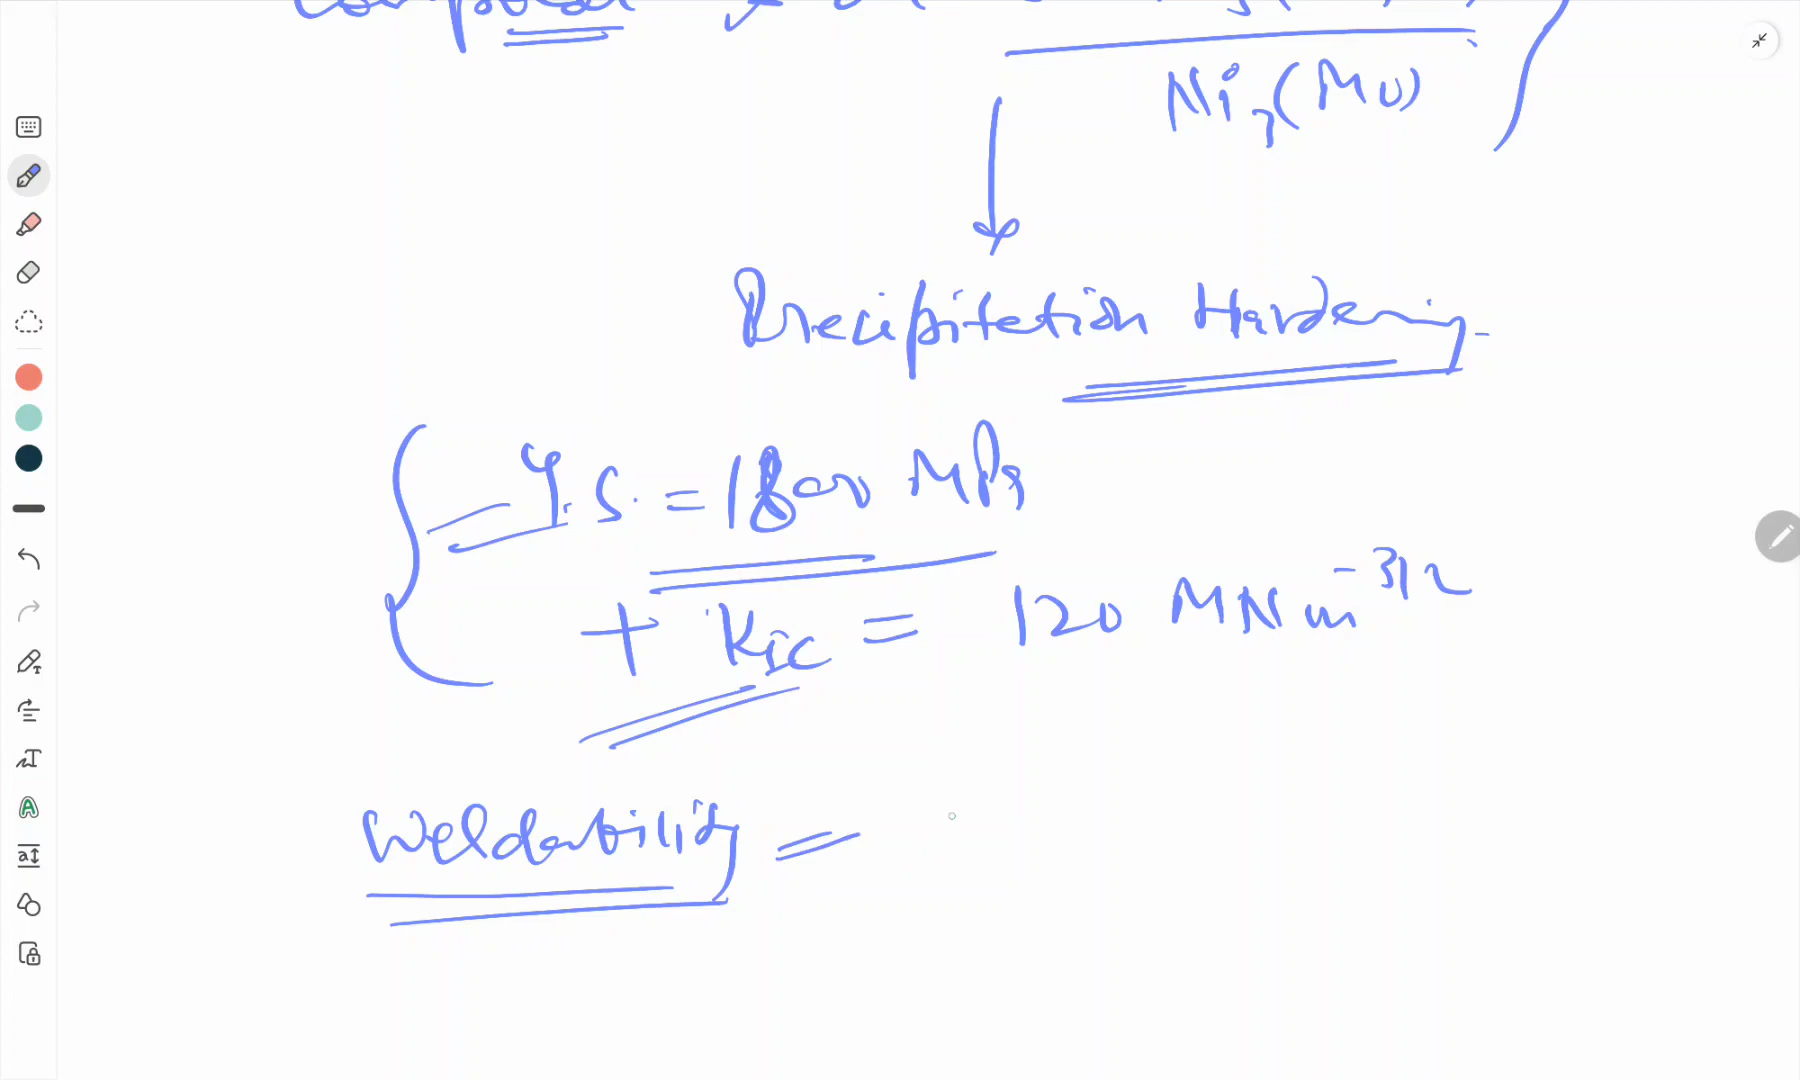 Ni₃(Mo)
Precipitation Hardening
Y.S. = 1800 MPa
+ KIC = 120 MNm⁻³/²
Weldability =